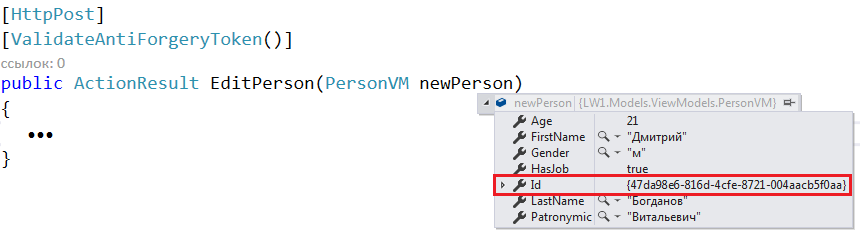 [HttpPost]
[ValidateAntiForgeryToken()]
ссылок: 0
public ActionResult EditPerson(PersonVM newPerson)
{
newPerson {LW1.Models.ViewModels.PersonVM}
Age 21
FirstName "Дмитрий"
Gender "м"
HasJob true
Id {47da98e6-816d-4cfe-8721-004aacb5f0aa}
LastName "Богданов"
Patronymic "Витальевич"
•••
}